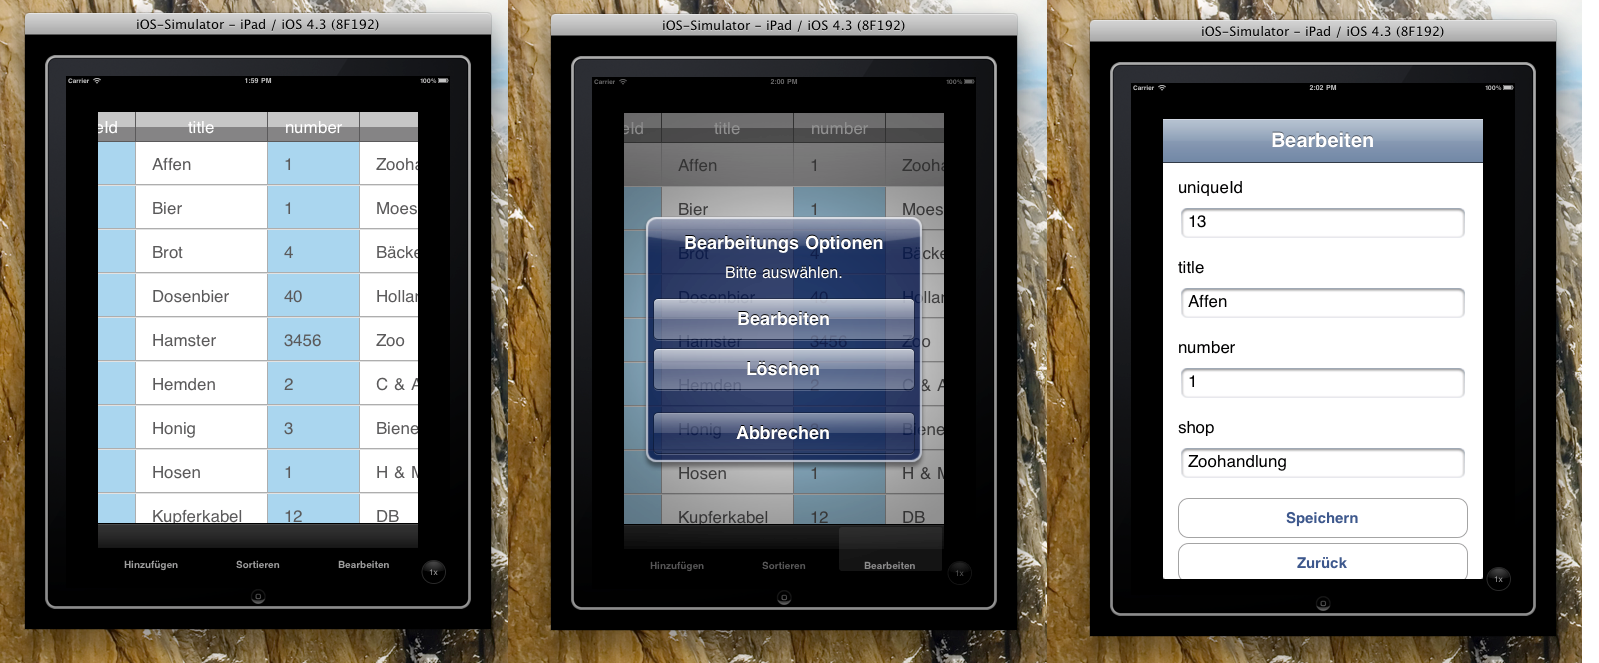 iOS-Simulator - iPad / iOS 4.3 (8F192)
Carrier 1:59 PM 100%
eId title number
Affen 1 Zooha
Bier 1 Moes
Brot 4 Bäcke
Dosenbier 40 Hollar
Hamster 3456 Zoo
Hemden 2 C & A
Honig 3 Biene
Hosen 1 H & M
Kupferkabel 12 DB
Hinzufügen Sortieren Bearbeiten
1x
iOS-Simulator - iPad / iOS 4.3 (8F192)
Carrier 2:00 PM 100%
eId title number
Affen 1 Zooha
Bier 1 Moes
Brot 4 Bäcke
Bearbeitungs Optionen
Bitte auswählen.
Dosenbier 40 Hollar
Bearbeiten
Hamster 3456 Zoo
Löschen
Hemden 2 C & A
Honig 3 Biene
Abbrechen
Hosen 1 H & M
Kupferkabel 12 DB
Hinzufügen Sortieren Bearbeiten
1x
iOS-Simulator - iPad / iOS 4.3 (8F192)
Carrier 2:02 PM 100%
Bearbeiten
uniqueId
13
title
Affen
number
1
shop
Zoohandlung
Speichern
Zurück
1x